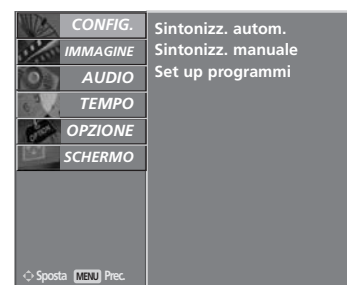 CONFIG.
IMMAGINE
AUDIO
TEMPO
OPZIONE
SCHERMO
Sintonizz. autom.
Sintonizz. manuale
Set up programmi
Sposta MENU Prec.